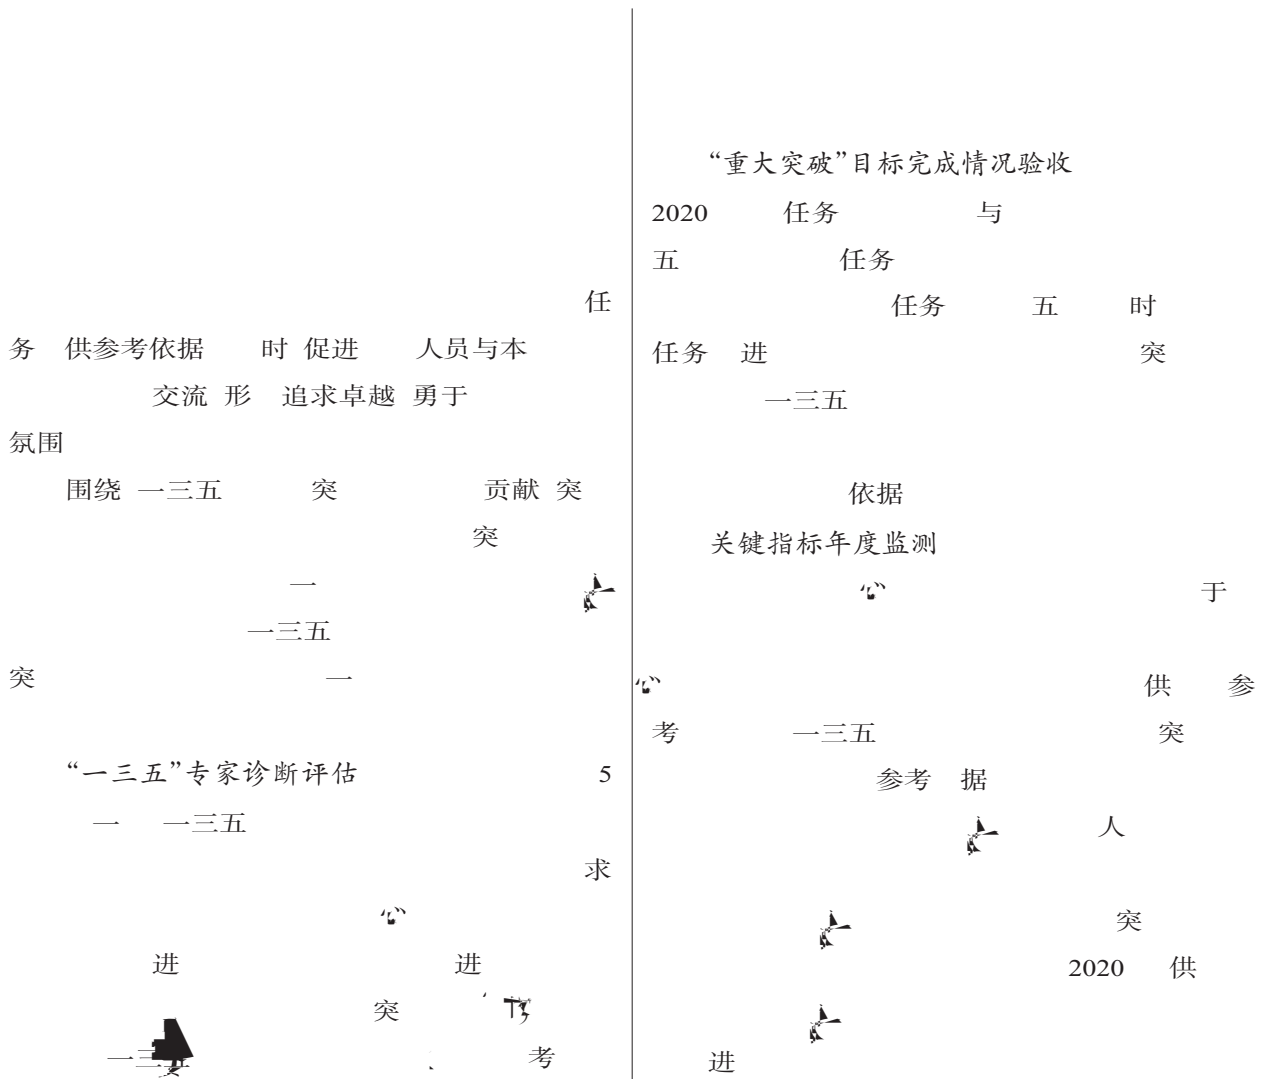 任
务 供参考依据 时 促进 人员与本
交流 形 追求卓越 勇于
氛围
围绕 一三五 突 贡献 突
突
一
一三五
突 一
“一三五”专家诊断评估 5
一 一三五
求
进 进
突
一三五 考
“重大突破”目标完成情况验收
2020 任务 与
五 任务
任务 五 时
任务 进 突
一三五
依据
关键指标年度监测
于
供 参
考 一三五 突
参考 据
人
突
2020 供
进